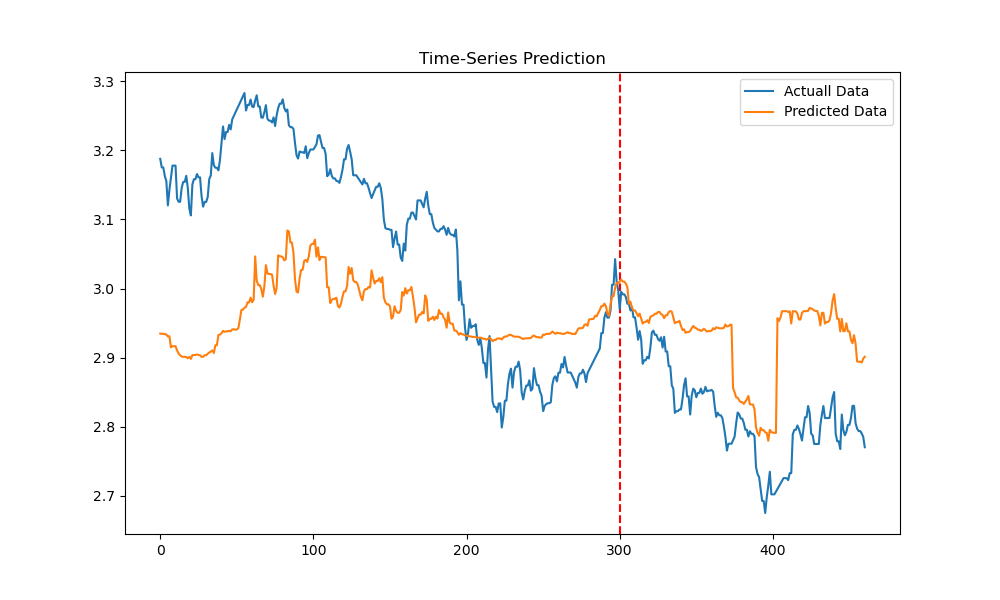 Time-Series Prediction
Actuall Data
Predicted Data
3.3
3.2
3.1
3.0
2.9
2.8
2.7
0 100 200 300 400